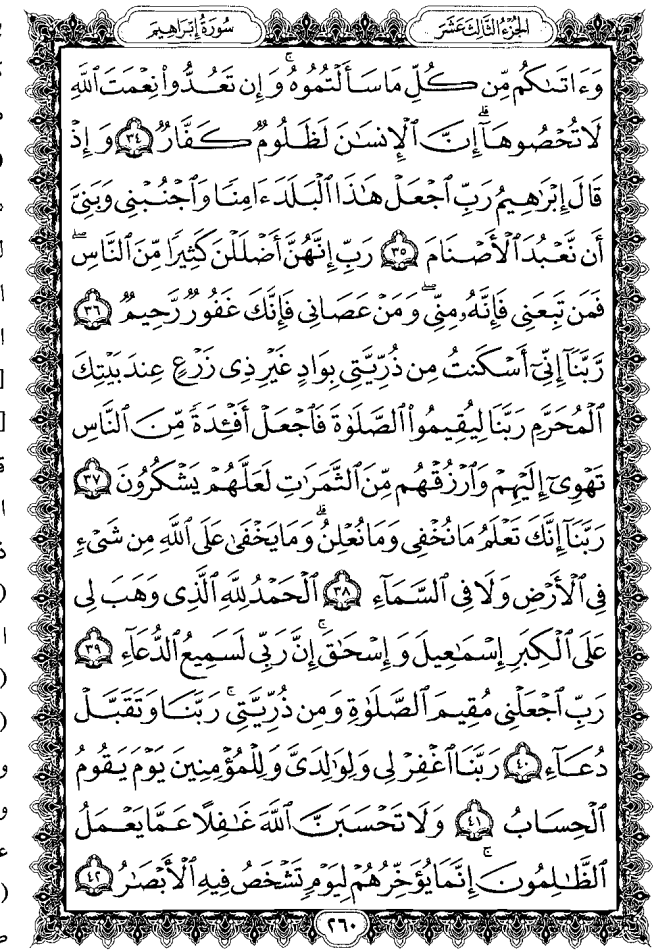 الجزء الثالث عشر
سورة إبراهيم
وَءَاتَىٰكُم مِّن كُلِّ مَا سَأَلْتُمُوهُ ۚ وَإِن تَعُدُّوا۟ نِعْمَتَ ٱللَّهِ
لَا تُحْصُوهَآ ۗ إِنَّ ٱلْإِنسَٰنَ لَظَلُومٌ كَفَّارٌ ٣٤ وَإِذْ
قَالَ إِبْرَٰهِيمُ رَبِّ ٱجْعَلْ هَٰذَا ٱلْبَلَدَ ءَامِنًا وَٱجْنُبْنِى وَبَنِىَّ
أَن نَّعْبُدَ ٱلْأَصْنَامَ ٣٥ رَبِّ إِنَّهُنَّ أَضْلَلْنَ كَثِيرًا مِّنَ ٱلنَّاسِ ۖ
فَمَن تَبِعَنِى فَإِنَّهُۥ مِنِّى ۖ وَمَنْ عَصَانِى فَإِنَّكَ غَفُورٌ رَّحِيمٌ ٣٦
رَّبَّنَآ إِنِّىٓ أَسْكَنتُ مِن ذُرِّيَّتِى بِوَادٍ غَيْرِ ذِى زَرْعٍ عِندَ بَيْتِكَ
ٱلْمُحَرَّمِ رَبَّنَا لِيُقِيمُوا۟ ٱلصَّلَوٰةَ فَٱجْعَلْ أَفْـِٔدَةً مِّنَ ٱلنَّاسِ
تَهْوِىٓ إِلَيْهِمْ وَٱرْزُقْهُم مِّنَ ٱلثَّمَرَٰتِ لَعَلَّهُمْ يَشْكُرُونَ ٣٧
رَبَّنَآ إِنَّكَ تَعْلَمُ مَا نُخْفِى وَمَا نُعْلِنُ ۗ وَمَا يَخْفَىٰ عَلَى ٱللَّهِ مِن شَىْءٍ
فِى ٱلْأَرْضِ وَلَا فِى ٱلسَّمَآءِ ٣٨ ٱلْحَمْدُ لِلَّهِ ٱلَّذِى وَهَبَ لِى
عَلَى ٱلْكِبَرِ إِسْمَٰعِيلَ وَإِسْحَٰقَ ۚ إِنَّ رَبِّى لَسَمِيعُ ٱلدُّعَآءِ ٣٩
رَبِّ ٱجْعَلْنِى مُقِيمَ ٱلصَّلَوٰةِ وَمِن ذُرِّيَّتِى ۚ رَبَّنَا وَتَقَبَّلْ
دُعَآءِ ٤٠ رَبَّنَا ٱغْفِرْ لِى وَلِوَٰلِدَىَّ وَلِلْمُؤْمِنِينَ يَوْمَ يَقُومُ
ٱلْحِسَابُ ٤١ وَلَا تَحْسَبَنَّ ٱللَّهَ غَٰفِلًا عَمَّا يَعْمَلُ
ٱلظَّٰلِمُونَ ۚ إِنَّمَا يُؤَخِّرُهُمْ لِيَوْمٍ تَشْخَصُ فِيهِ ٱلْأَبْصَٰرُ ٤٢
٢٦٠